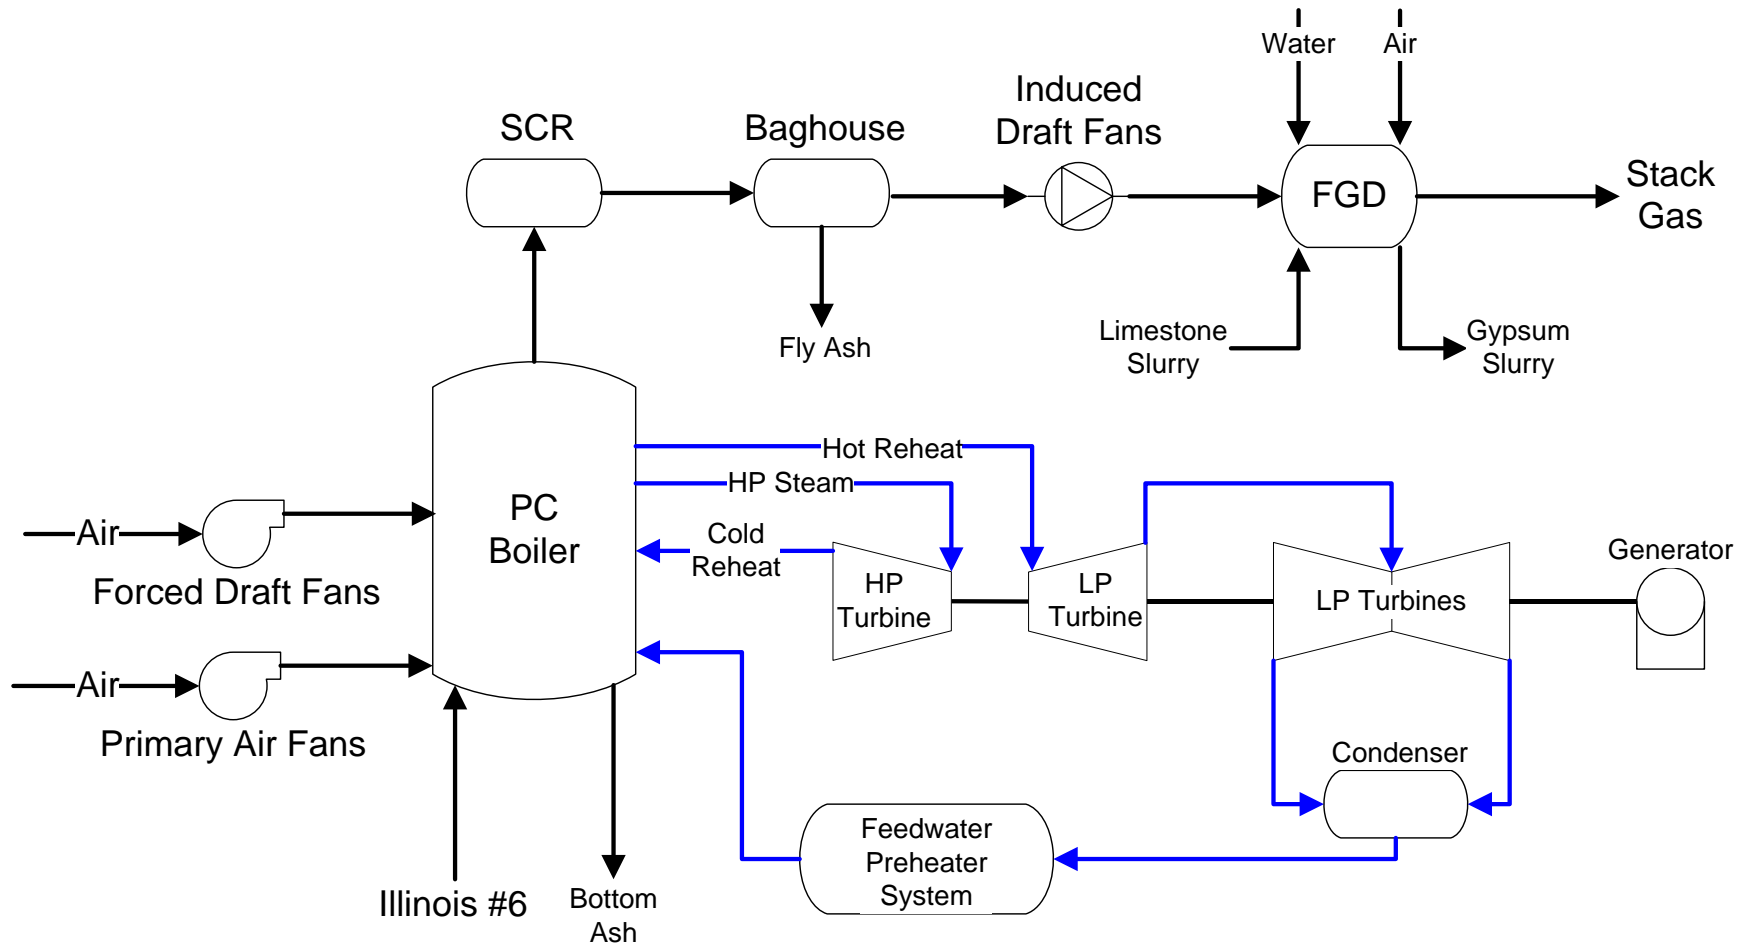 Water
Air
Induced
Draft Fans
SCR
Baghouse
FGD
Stack
Gas
Fly Ash
Limestone
Slurry
Gypsum
Slurry
Hot Reheat
HP Steam
PC
Boiler
Air
Cold
Reheat
Forced Draft Fans
HP
Turbine
LP
Turbine
LP Turbines
Generator
Air
Primary Air Fans
Condenser
Feedwater
Preheater
System
Illinois #6
Bottom
Ash